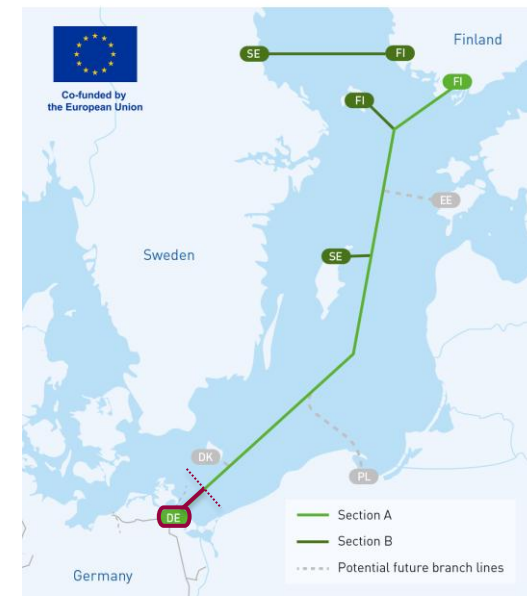 Finland
SE
FI
FI
FI
Co-funded by
the European Union
EE
Sweden
SE
DK
PL
DE
Section A
Section B
Potential future branch lines
Germany